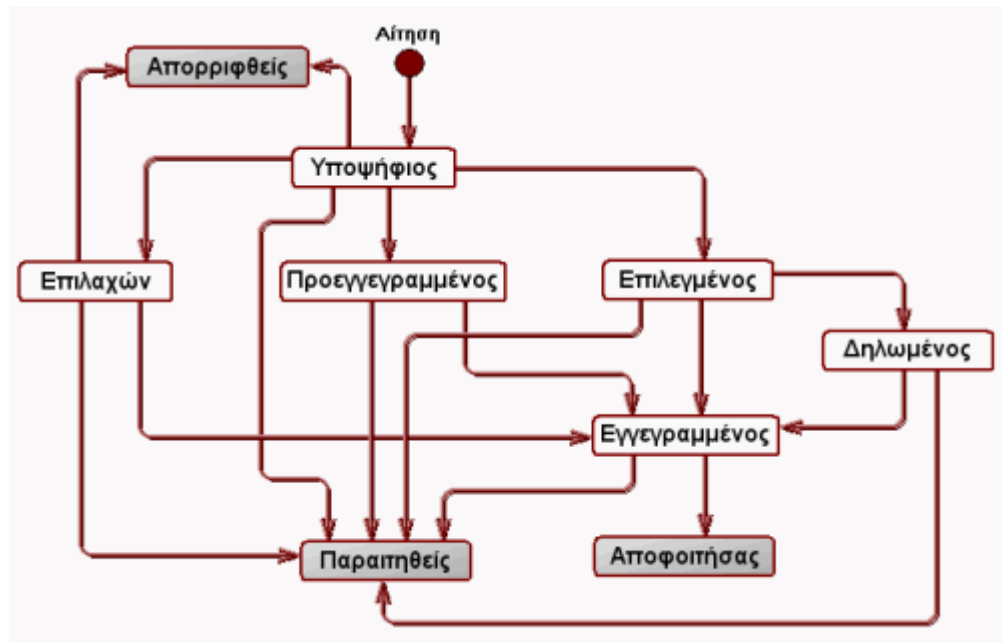 Αίτηση
Απορριφθείς
Υποψήφιος
Επιλαχών
Προεγγεγραμμένος
Επιλεγμένος
Δηλωμένος
Εγγεγραμμένος
Παραιτηθείς
Αποφοιτήσας